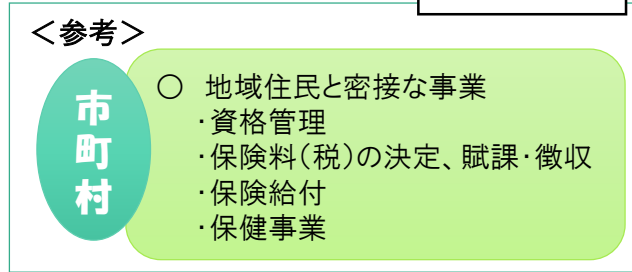 <参考>
市町村
○ 地域住民と密接な事業
・資格管理
・保険料(税)の決定、賦課・徴収
・保険給付
・保健事業